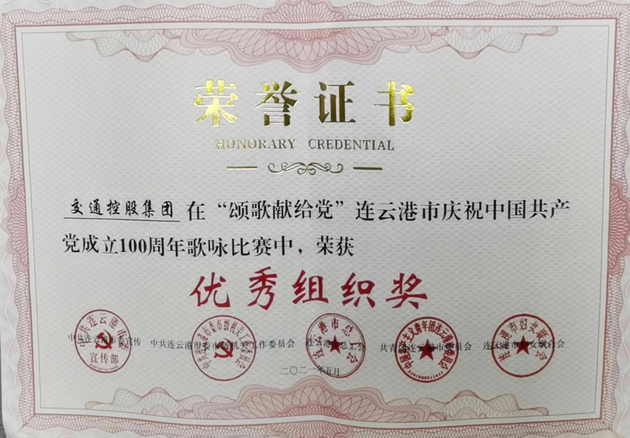 荣誉证书
HONORARY CREDENTIAL
交通控股集团 在“颂歌献给党”连云港市庆祝中国共产
党成立100周年歌咏比赛中，荣获
优秀组织奖
宣传部
二〇二一年五月